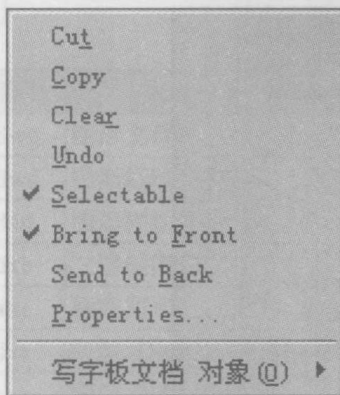 Cut
Copy
Clear
Undo
✔ Selectable
✔ Bring to Front
Send to Back
Properties...
写字板文档 对象(O)